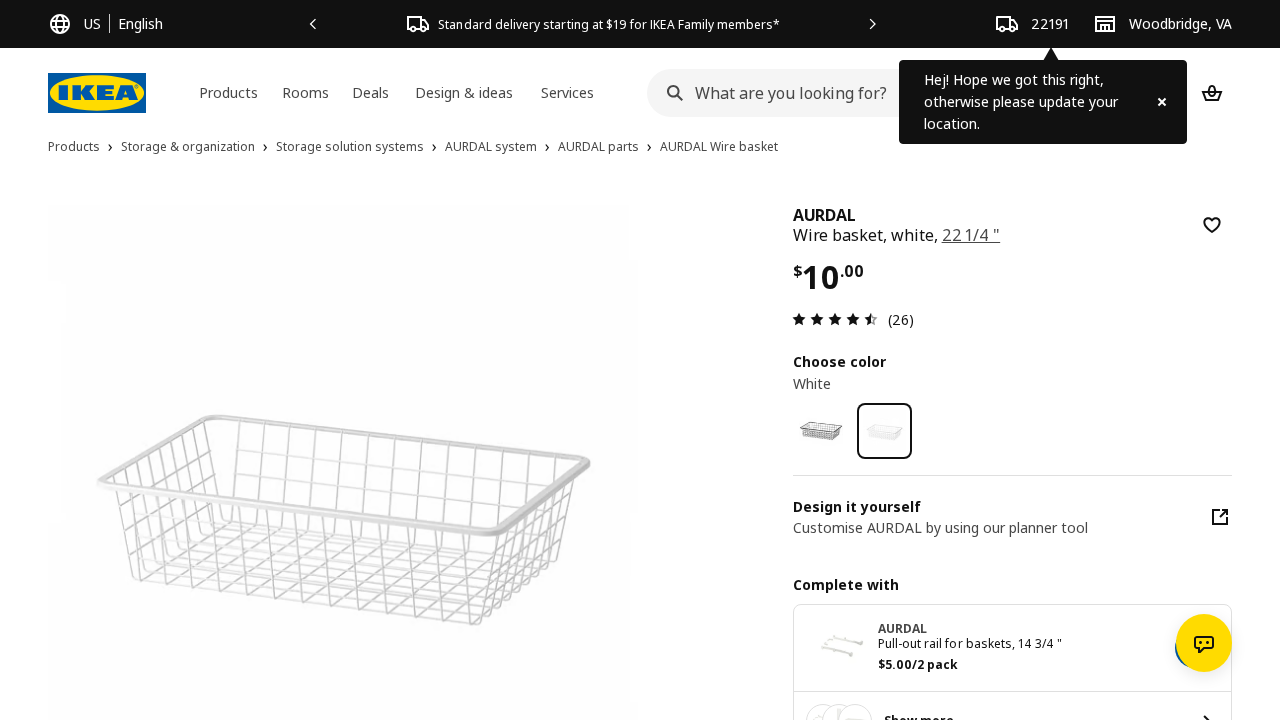 US English
Standard delivery starting at $19 for IKEA Family members*
22191
Woodbridge, VA
IKEA
Products
Rooms
Deals
Design & ideas
Services
What are you looking for?
Hej! Hope we got this right,
otherwise please update your
location.
Products
Storage & organization
Storage solution systems
AURDAL system
AURDAL parts
AURDAL Wire basket
AURDAL
Wire basket, white, 22 1/4 "
$10.00
(26)
Choose color
White
Design it yourself
Customise AURDAL by using our planner tool
Complete with
AURDAL
Pull-out rail for baskets, 14 3/4 "
$5.00/2 pack
Show more